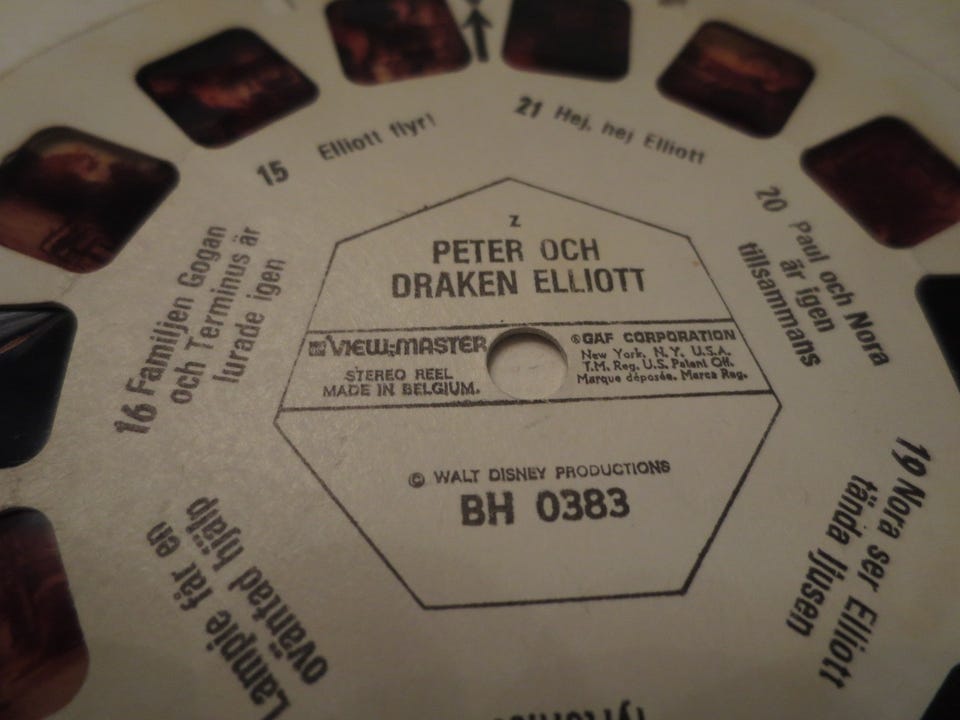 z
PETER OCH
DRAKEN ELLIOTT
VIEW-MASTER
STEREO REEL
MADE IN BELGIUM.
©GAF CORPORATION
New York, N.Y. U.S.A.
T.M. Reg. U.S. Patent Off.
Marque déposée. Marca Reg.
© WALT DISNEY PRODUCTIONS
BH 0383
15 Elliott flyr!
16 Familjen Gogan
och Terminus är
lurade igen
Lampie får en
oväntad hjälp
19 Nora ser Elliott
tända ljusen
20 Paul och Nora
är igen
tillsammans
21 Hej, hej Elliott